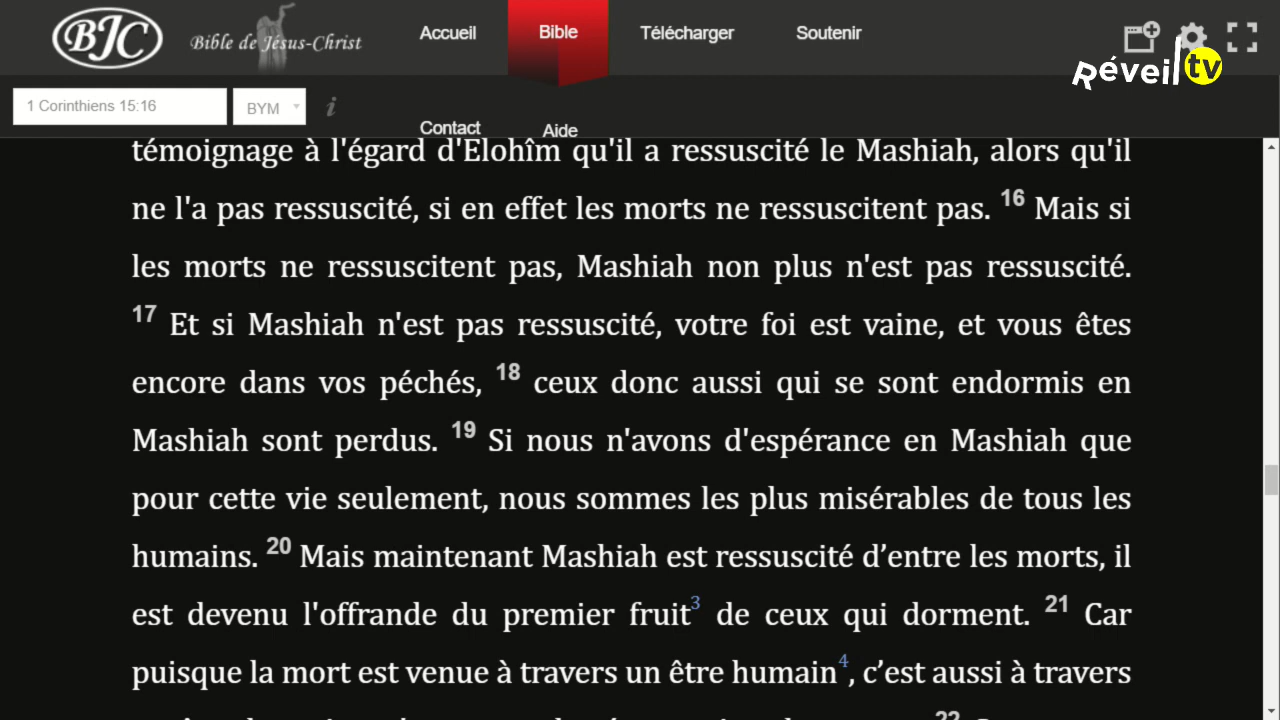 BJC
Bible de Jésus-Christ
Accueil
Bible
Télécharger
Soutenir
Réveil tv
1 Corinthiens 15:16
BYM
i
Contact
Aide
témoignage à l'égard d'Elohîm qu'il a ressuscité le Mashiah, alors qu'il
ne l'a pas ressuscité, si en effet les morts ne ressuscitent pas. 16 Mais si
les morts ne ressuscitent pas, Mashiah non plus n'est pas ressuscité.
17 Et si Mashiah n'est pas ressuscité, votre foi est vaine, et vous êtes
encore dans vos péchés, 18 ceux donc aussi qui se sont endormis en
Mashiah sont perdus. 19 Si nous n'avons d'espérance en Mashiah que
pour cette vie seulement, nous sommes les plus misérables de tous les
humains. 20 Mais maintenant Mashiah est ressuscité d’entre les morts, il
est devenu l'offrande du premier fruit3 de ceux qui dorment. 21 Car
puisque la mort est venue à travers un être humain4, c’est aussi à travers
22